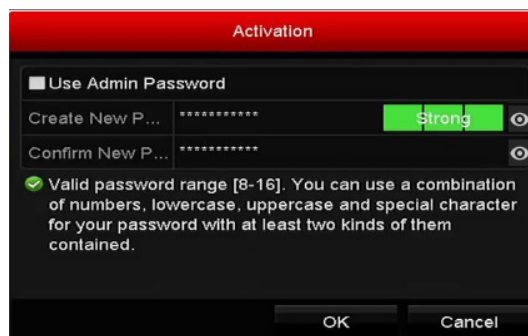 Activation
Use Admin Password
Create New P... *********** Strong
Confirm New P... ***********
Valid password range [8-16]. You can use a combination
of numbers, lowercase, uppercase and special character
for your password with at least two kinds of them
contained.
OK Cancel